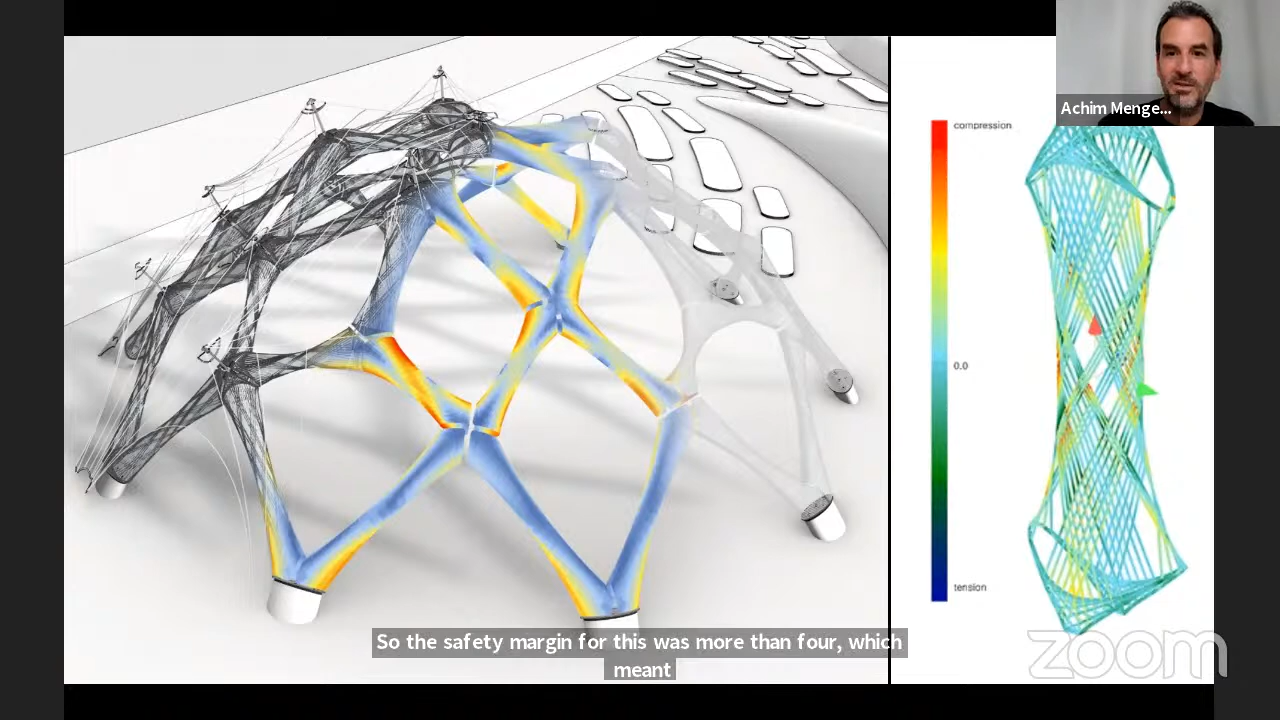 Achim Menge...
compression
0.0
tension
So the safety margin for this was more than four, which
meant
zoom